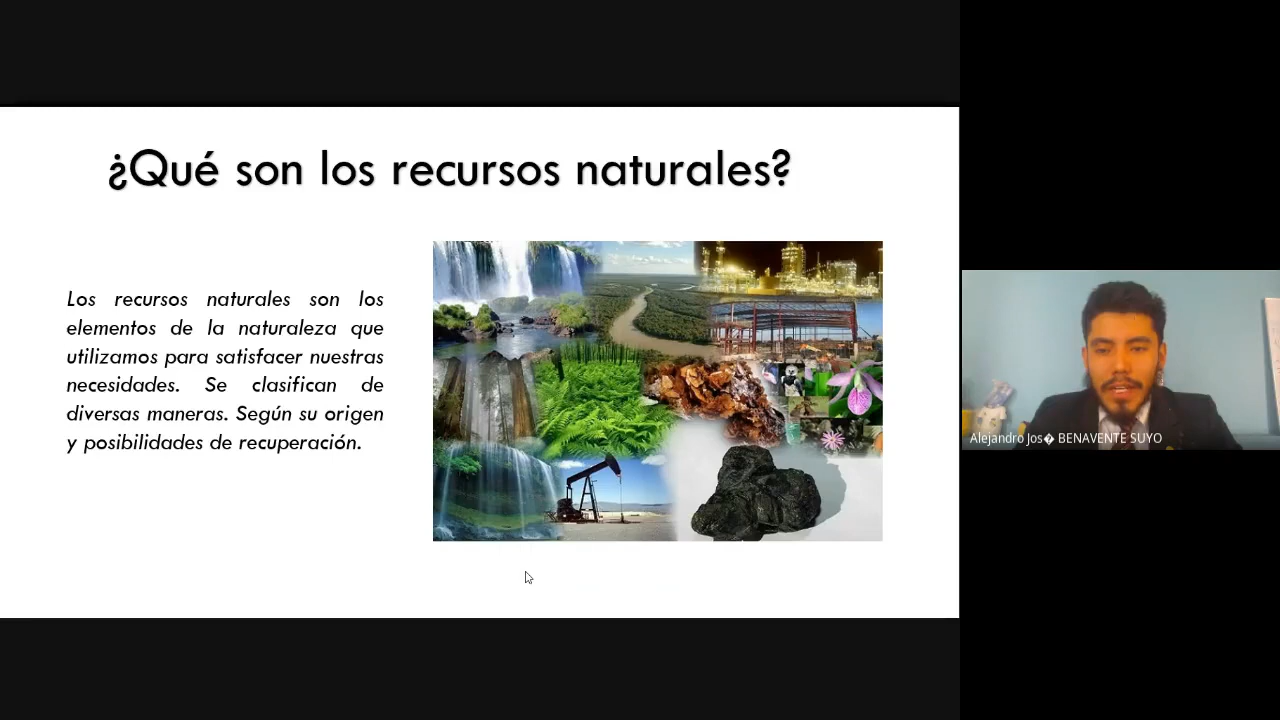 ¿Qué son los recursos naturales?
Los recursos naturales son los
elementos de la naturaleza que
utilizamos para satisfacer nuestras
necesidades. Se clasifican de
diversas maneras. Según su origen
y posibilidades de recuperación.
Alejandro Jos� BENAVENTE SUYO